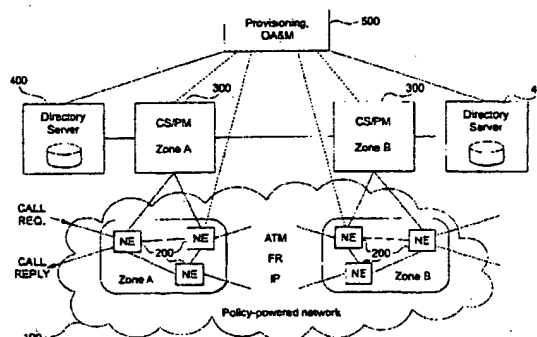 Provisioning,
OA&M
500
400
300
300
4
Directory
Server
CS/PM
Zone A
CS/PM
Zone B
Directory
Server
CALL
REQ.
CALL
REPLY
NE
NE
200
NE
Zone A
ATM
FR
IP
NE
NE
200
NE
Zone B
Policy-powered network
100